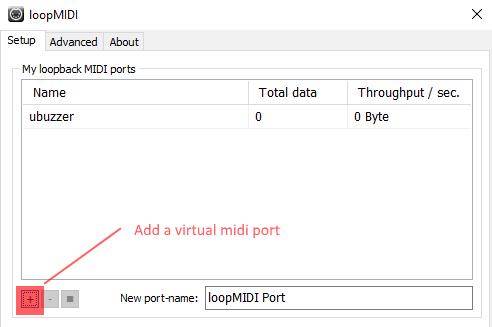 loopMIDI
Setup Advanced About
My loopback MIDI ports
Name Total data Throughput / sec.
ubuzzer 0 0 Byte
Add a virtual midi port
+ - New port-name: loopMIDI Port